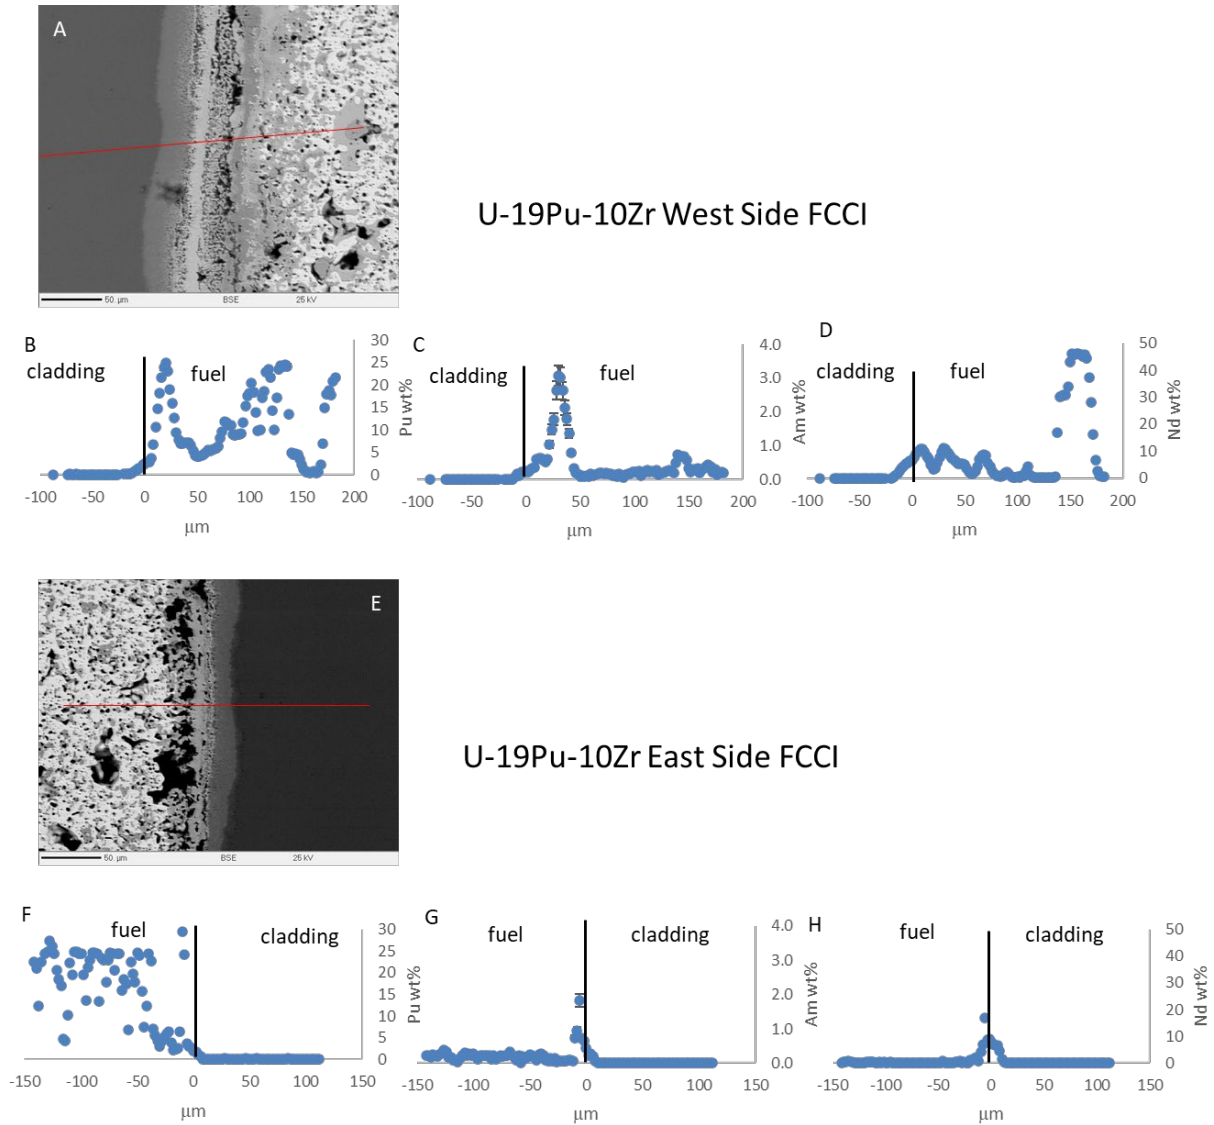 A
50. µm BSE 25 kV
U-19Pu-10Zr West Side FCCI
B
cladding
fuel
30
25
20
15
10
5
0
Pu wt%
-100 -50 0 50 100 150 200
µm
C
cladding
fuel
4.0
3.0
2.0
1.0
0.0
Am wt%
-100 -50 0 50 100 150 200
µm
D
cladding
fuel
50
40
30
20
10
0
Nd wt%
-100 -50 0 50 100 150 200
µm
E
50. µm BSE 25 kV
U-19Pu-10Zr East Side FCCI
F
fuel
cladding
30
25
20
15
10
5
0
Pu wt%
-150 -100 -50 0 50 100 150
µm
G
fuel
cladding
4.0
3.0
2.0
1.0
0.0
Am wt%
-150 -100 -50 0 50 100 150
µm
H
fuel
cladding
50
40
30
20
10
0
Nd wt%
-150 -100 -50 0 50 100 150
µm